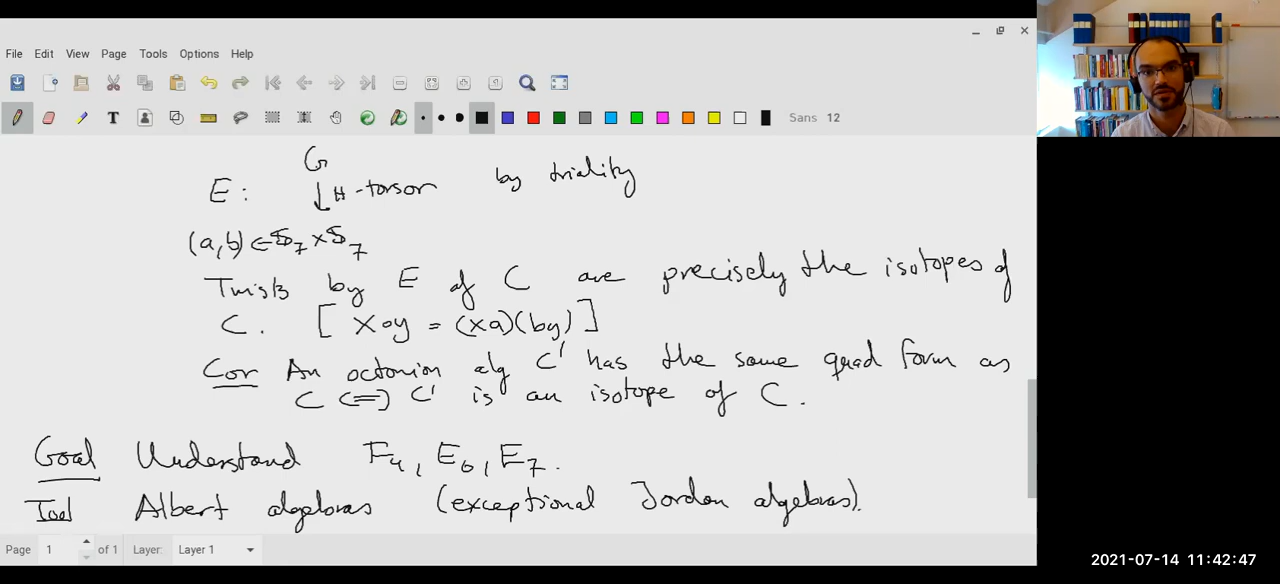 File Edit View Page Tools Options Help
Sans 12
G
E: ↓ H-torsor by triality
(a,b) ∈ S₇ × S₇
Twists by E of C are precisely the isotopes of
C. [ x∘y = (xa)(by) ]
Cor An octonion alg C' has the same quad form as
C ⟺ C' is an isotope of C.
Goal Understand F₄, E₆, E₇.
Tool Albert algebras (exceptional Jordan algebras).
Page 1 of 1 Layer: Layer 1
2021-07-14 11:42:47